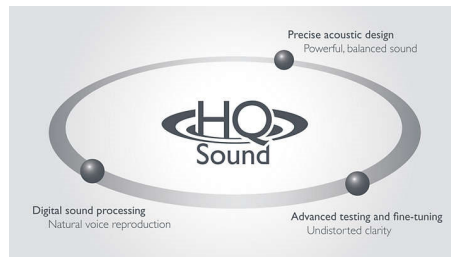 Precise acoustic design
Powerful, balanced sound
HQ
Sound
Digital sound processing
Natural voice reproduction
Advanced testing and fine-tuning
Undistorted clarity